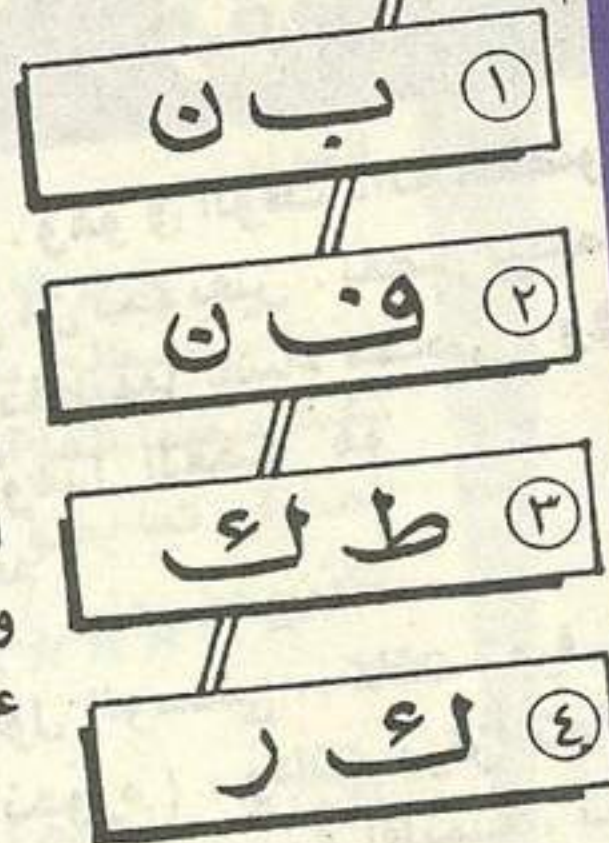 ١ ب ن
٢ ف ن
٣ ط ك
٤ ك ر